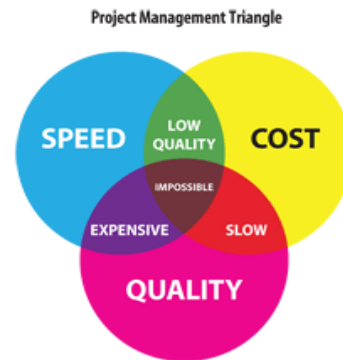 Project Management Triangle
SPEED
LOW
QUALITY
COST
IMPOSSIBLE
EXPENSIVE
SLOW
QUALITY